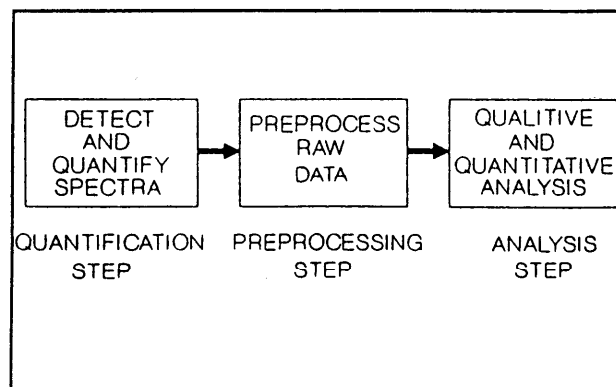 DETECT
AND
QUANTIFY
SPECTRA
PREPROCESS
RAW
DATA
QUALITIVE
AND
QUANTITATIVE
ANALYSIS
QUANTIFICATION
STEP
PREPROCESSING
STEP
ANALYSIS
STEP